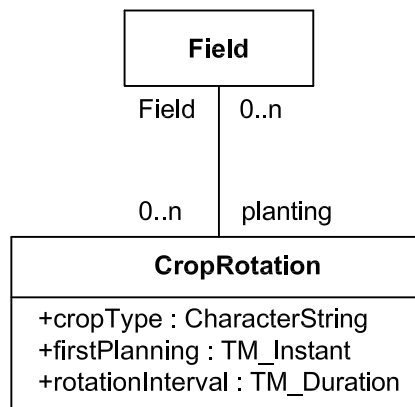 Field
Field 0..n
0..n planting
CropRotation
+cropType : CharacterString
+firstPlanning : TM_Instant
+rotationInterval : TM_Duration